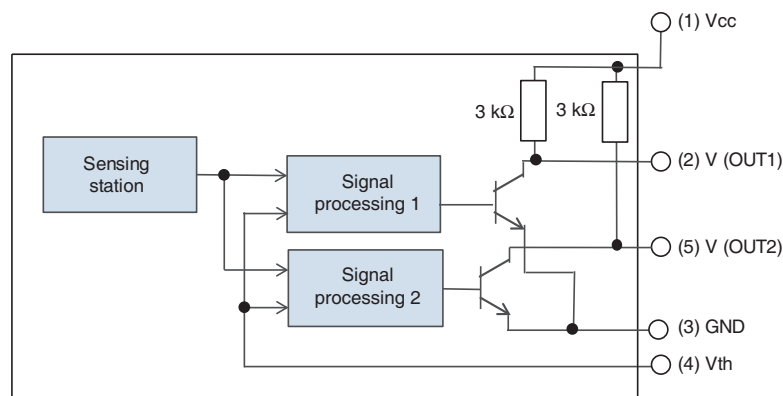 (1) Vcc
3 kΩ
3 kΩ
Sensing
station
Signal
processing 1
(2) V (OUT1)
Signal
processing 2
(5) V (OUT2)
(3) GND
(4) Vth